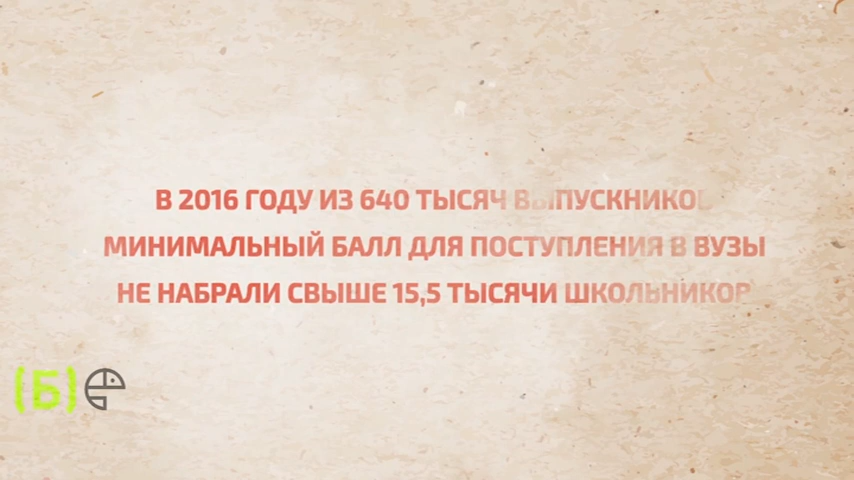 В 2016 ГОДУ ИЗ 640 ТЫСЯЧ ВЫПУСКНИКОВ
МИНИМАЛЬНЫЙ БАЛЛ ДЛЯ ПОСТУПЛЕНИЯ В ВУЗЫ
НЕ НАБРАЛИ СВЫШЕ 15,5 ТЫСЯЧИ ШКОЛЬНИКОВ
(Б)